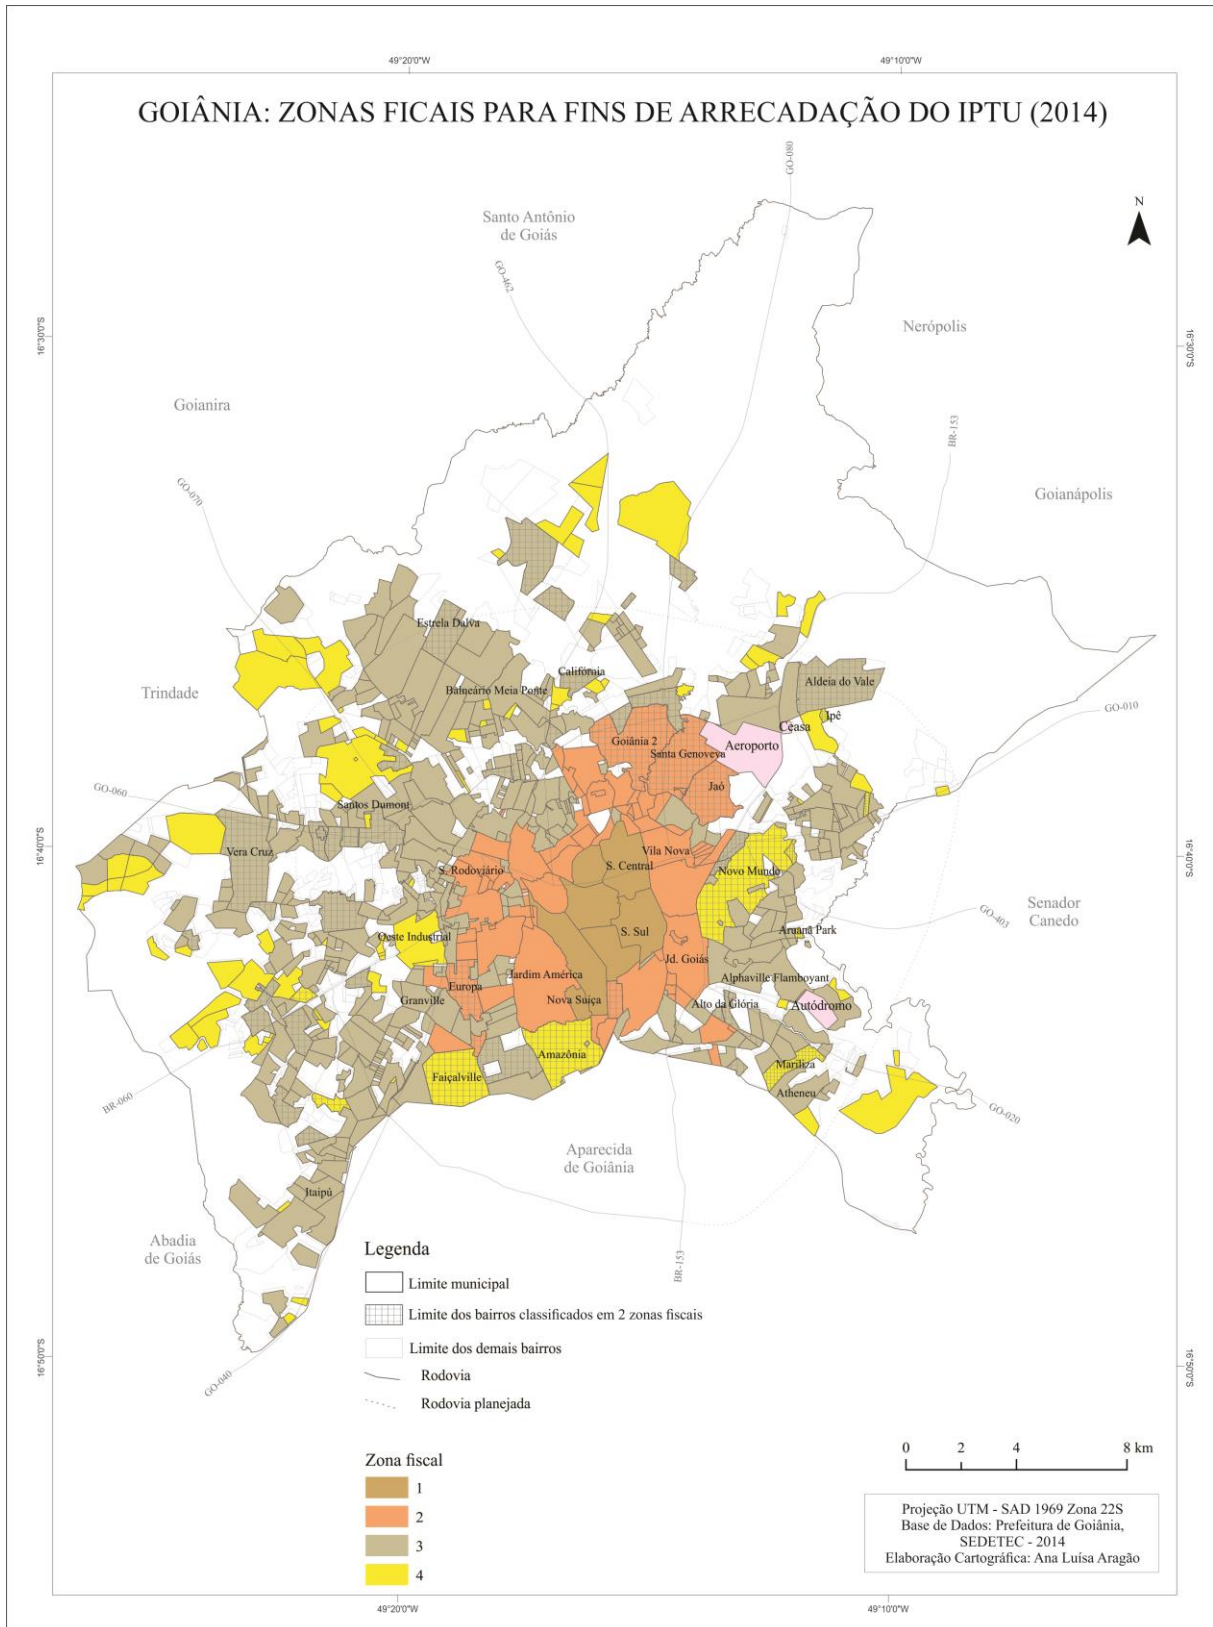 49°20'0"W
49°10'0"W
GOIÂNIA: ZONAS FICAIS PARA FINS DE ARRECADAÇÃO DO IPTU (2014)
GO-080
N
Santo Antônio
de Goiás
GO-462
16°30'0"S
Nerópolis
16°30'0"S
Goianira
BR-153
GO-070
Goianápolis
Estrela Dalva
Califórnia
Aldeia do Vale
Trindade
Balneário Meia Ponte
GO-010
Ipê
Ceasa
Goiânia 2
Aeroporto
Santa Genoveva
Jaó
GO-060
Santos Dumont
16°40'0"S
Vera Cruz
Vila Nova
S. Central
16°40'0"S
S. Rodoviário
Novo Mundo
Senador
Canedo
GO-403
Oeste Industrial
S. Sul
Aruanã Park
Jd. Goiás
Jardim América
Alphaville Flamboyant
Europa
Granville
Nova Suiça
Alto da Glória
Autódromo
Amazônia
Mariliza
Faiçalville
Atheneu
BR-060
GO-020
Aparecida
de Goiânia
Itaipú
Abadia
de Goiás
BR-153
GO-040
Legenda
Limite municipal
Limite dos bairros classificados em 2 zonas fiscais
Limite dos demais bairros
Rodovia
Rodovia planejada
16°50'0"S
16°50'0"S
Zona fiscal
1
2
3
4
0 2 4 8 km
Projeção UTM - SAD 1969 Zona 22S
Base de Dados: Prefeitura de Goiânia,
SEDETEC - 2014
Elaboração Cartográfica: Ana Luísa Aragão
49°20'0"W
49°10'0"W